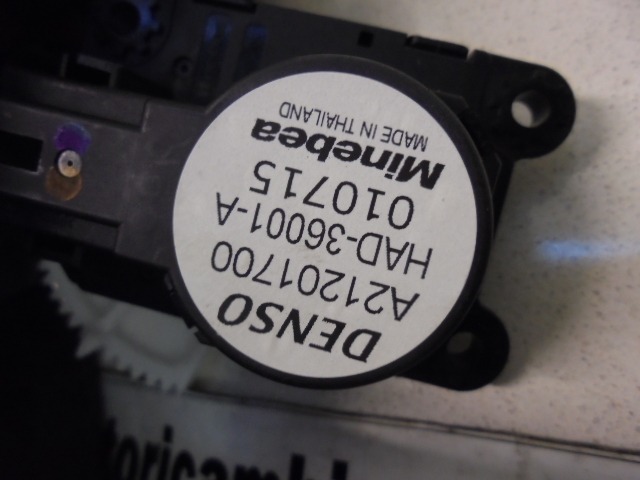 DENSO
A21201700
HAD-36001-A
010715
Minebea
MADE IN THAILAND